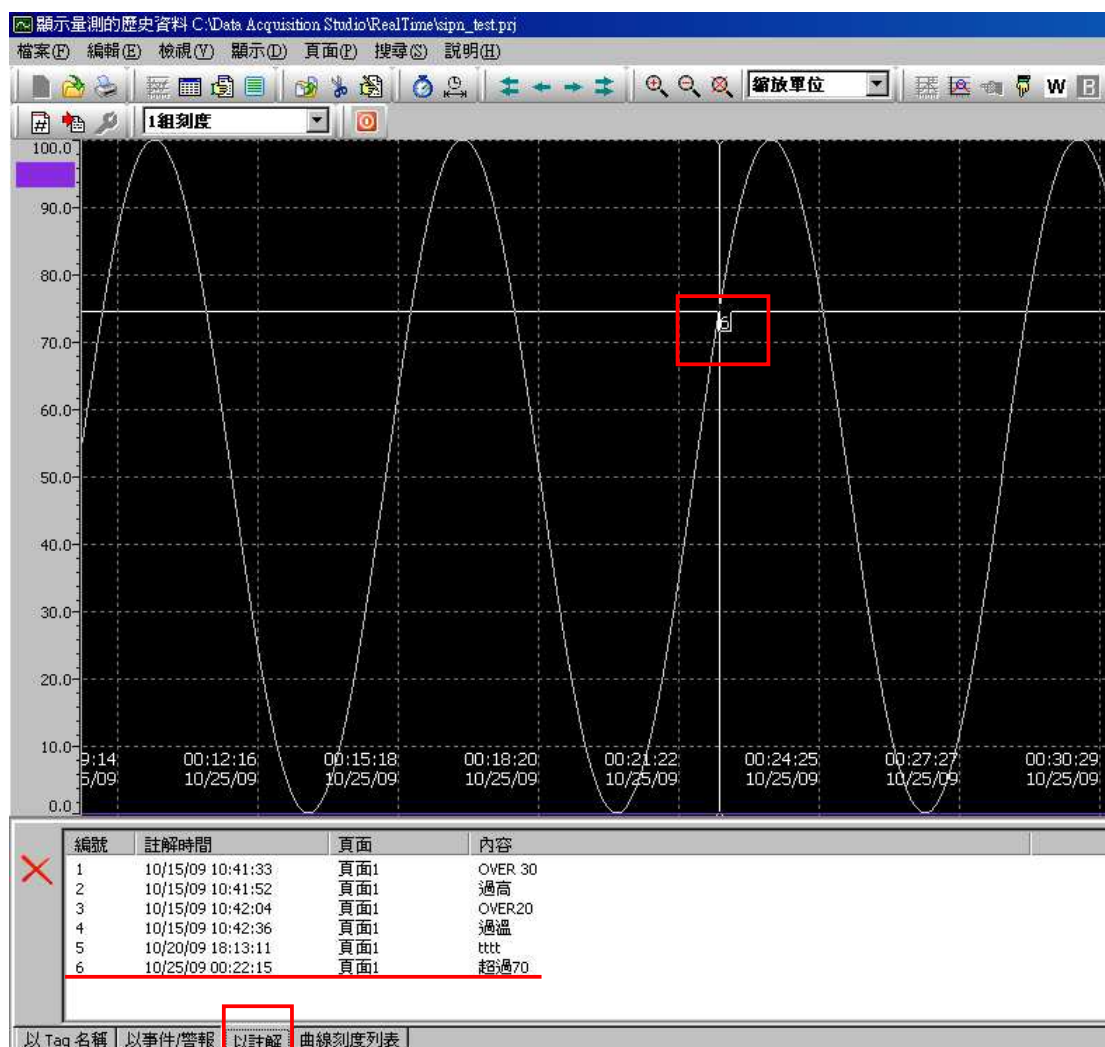 顯示量測的歷史資料 C:\Data Acquisition Studio\RealTime\sipn_test.prj
檔案(F) 編輯(E) 檢視(V) 顯示(D) 頁面(P) 搜尋(S) 說明(H)
縮放單位 W B
1組刻度
100.0
90.0
80.0
6
70.0
60.0
50.0
40.0
30.0
20.0
10.0
9:14 00:12:16 00:15:18 00:18:20 00:21:22 00:24:25 00:27:27 00:30:29
5/09 10/25/09 10/25/09 10/25/09 10/25/09 10/25/09 10/25/09 10/25/09
0.0
編號 註解時間 頁面 內容
1 10/15/09 10:41:33 頁面1 OVER 30
2 10/15/09 10:41:52 頁面1 過高
3 10/15/09 10:42:04 頁面1 OVER20
4 10/15/09 10:42:36 頁面1 過溫
5 10/20/09 18:13:11 頁面1 tttt
6 10/25/09 00:22:15 頁面1 超過70
以 Tag 名稱 以事件/警報 以註解 曲線刻度列表